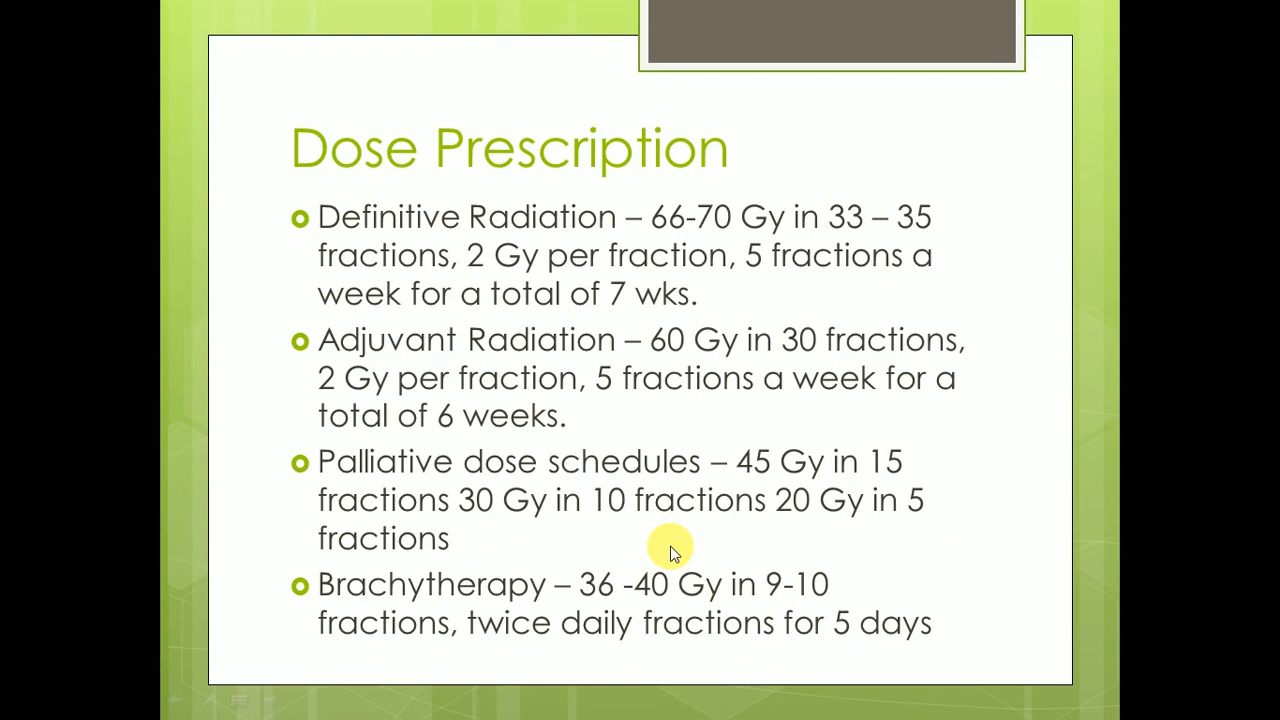 Dose Prescription
Definitive Radiation – 66-70 Gy in 33 – 35
fractions, 2 Gy per fraction, 5 fractions a
week for a total of 7 wks.
Adjuvant Radiation – 60 Gy in 30 fractions,
2 Gy per fraction, 5 fractions a week for a
total of 6 weeks.
Palliative dose schedules – 45 Gy in 15
fractions 30 Gy in 10 fractions 20 Gy in 5
fractions
Brachytherapy – 36 -40 Gy in 9-10
fractions, twice daily fractions for 5 days